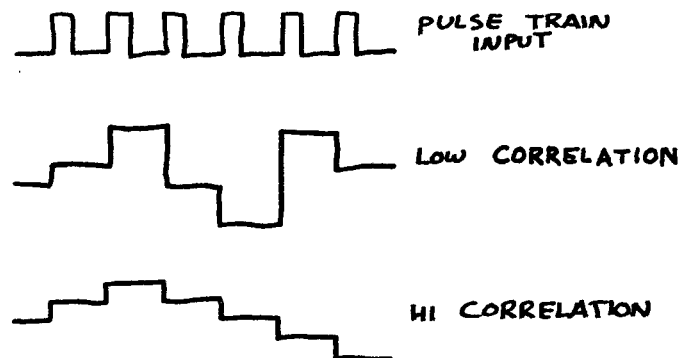 PULSE TRAIN
INPUT
LOW CORRELATION
HI CORRELATION